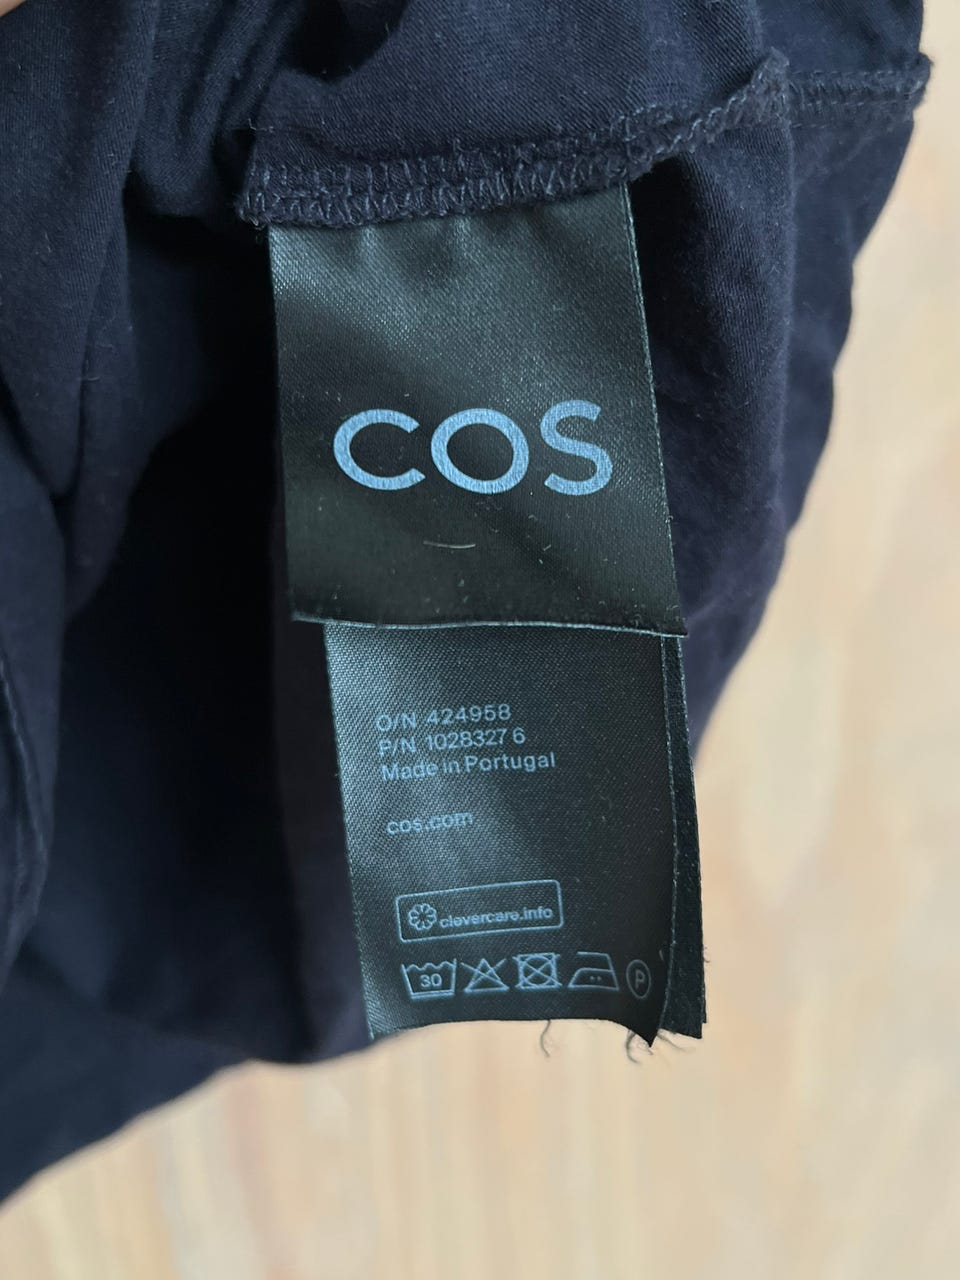 COS
O/N 424958
P/N 1028327 6
Made in Portugal
cos.com
clevercare.info
30
P